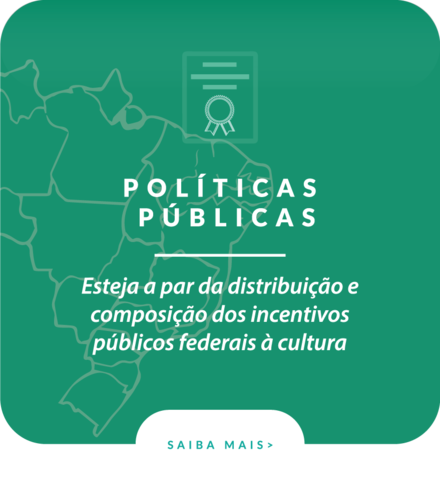 POLÍTICAS
PÚBLICAS
Esteja a par da distribuição e
composição dos incentivos
públicos federais à cultura
SAIBA MAIS>